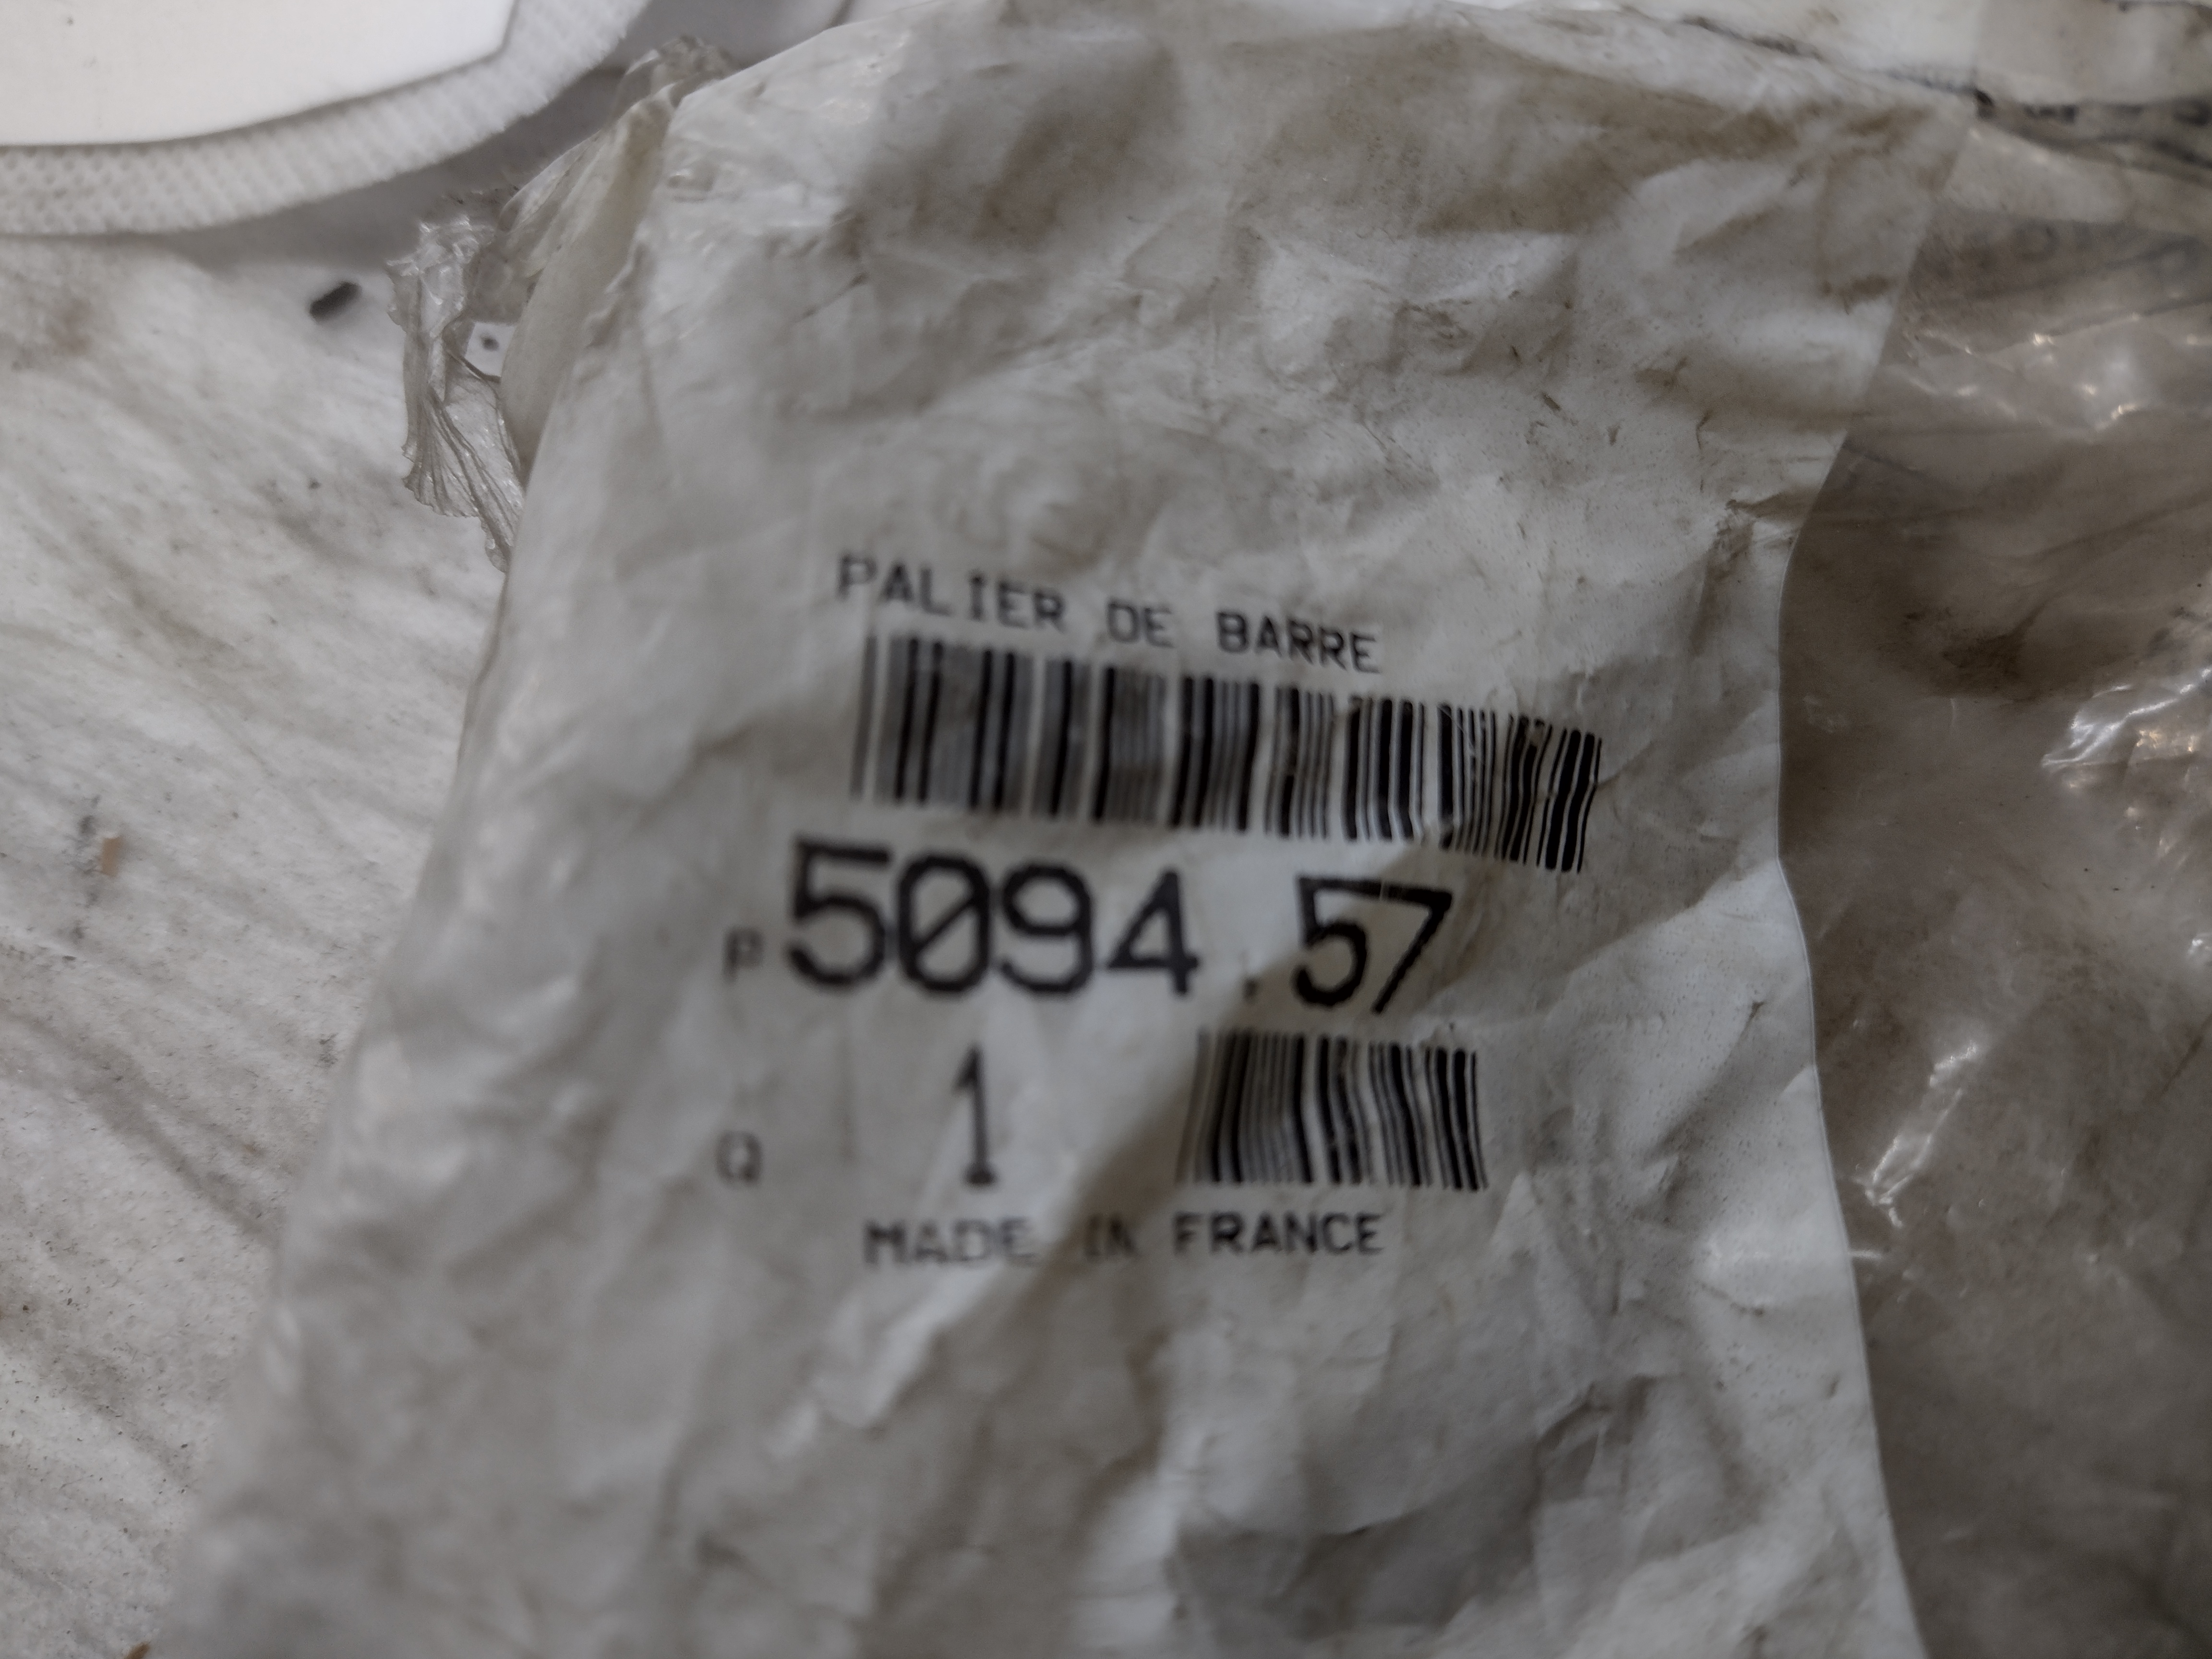 PALIER DE BARRE
P 5094.57
Q 1
MADE IN FRANCE